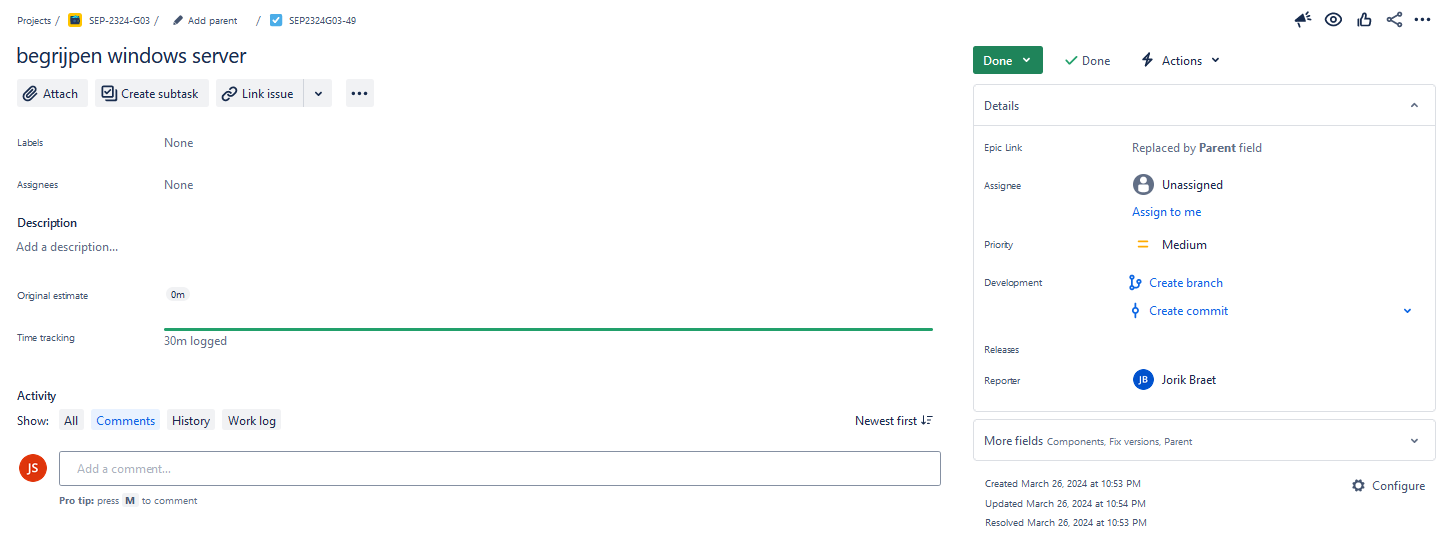 Projects / SEP-2324-G03 / Add parent / SEP2324G03-49
begrijpen windows server
Attach Create subtask Link issue
Labels None
Assignees None
Description
Add a description...
Original estimate 0m
Time tracking 30m logged
Activity
Show: All Comments History Work log Newest first
JS Add a comment...
Pro tip: press M to comment
Done Done Actions
Details
Epic Link Replaced by Parent field
Assignee Unassigned
Assign to me
Priority Medium
Development Create branch
Create commit
Releases
Reporter JB Jorik Braet
More fields Components, Fix versions, Parent
Created March 26, 2024 at 10:53 PM Configure
Updated March 26, 2024 at 10:54 PM
Resolved March 26, 2024 at 10:53 PM